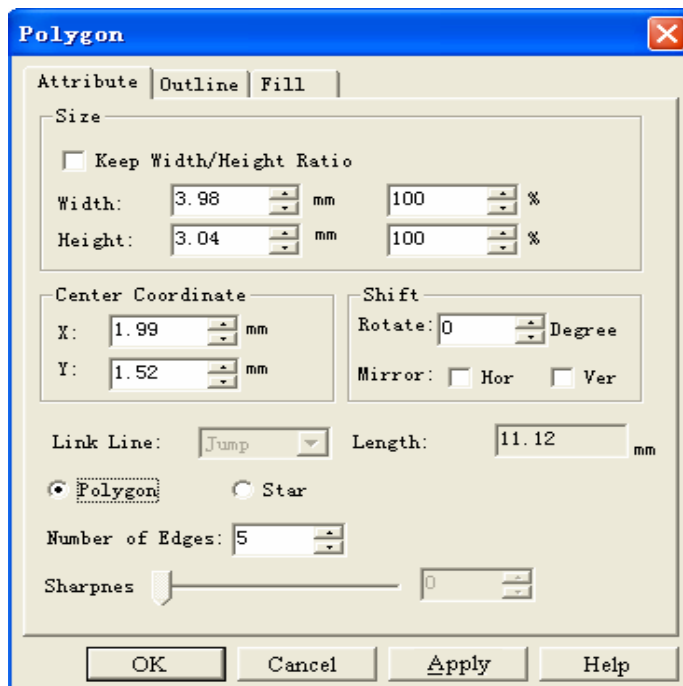 Polygon
Attribute Outline Fill
Size
Keep Width/Height Ratio
Width: 3.98 mm 100 %
Height: 3.04 mm 100 %
Center Coordinate Shift
X: 1.99 mm Rotate: 0 Degree
Y: 1.52 mm Mirror: Hor Ver
Link Line: Jump Length: 11.12 mm
Polygon Star
Number of Edges: 5
Sharpnes 0
OK Cancel Apply Help